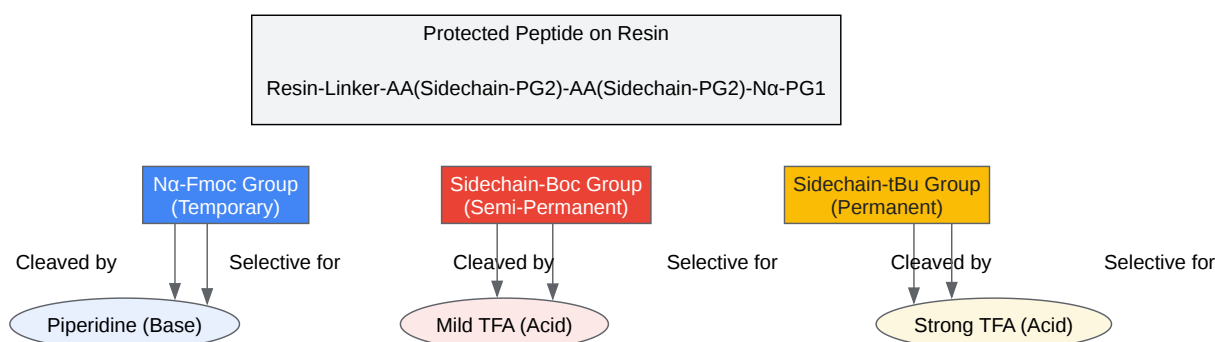 Protected Peptide on Resin
Resin-Linker-AA(Sidechain-PG2)-AA(Sidechain-PG2)-Nα-PG1
Nα-Fmoc Group
(Temporary)
Sidechain-Boc Group
(Semi-Permanent)
Sidechain-tBu Group
(Permanent)
Cleaved by
Selective for
Cleaved by
Selective for
Cleaved by
Selective for
Piperidine (Base)
Mild TFA (Acid)
Strong TFA (Acid)